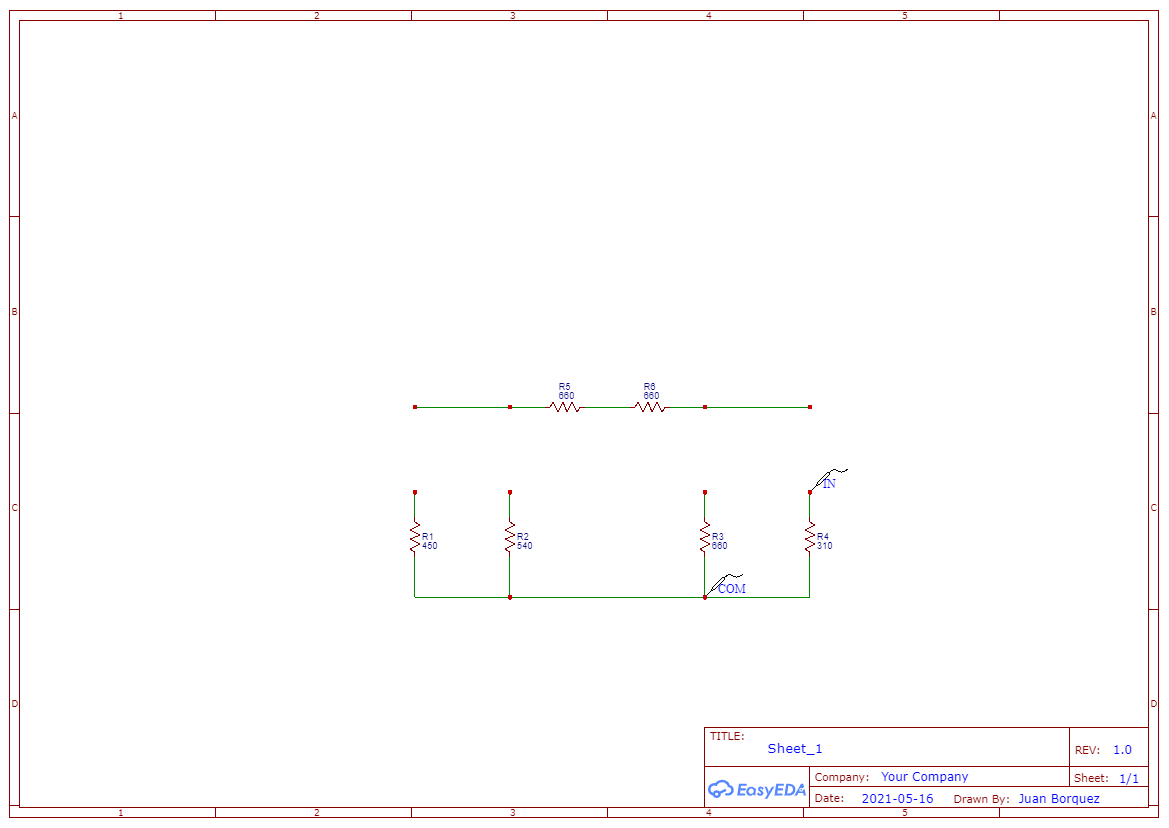 1 2 3 4 5
A A
B B
R5 R6
660 660
IN
C C
R1 R2 R3 R4
450 540 660 310
COM
D D
TITLE:
Sheet_1
REV: 1.0
Company: Your Company
Sheet: 1/1
EasyEDA
Date: 2021-05-16 Drawn By: Juan Borquez
1 2 3 4 5